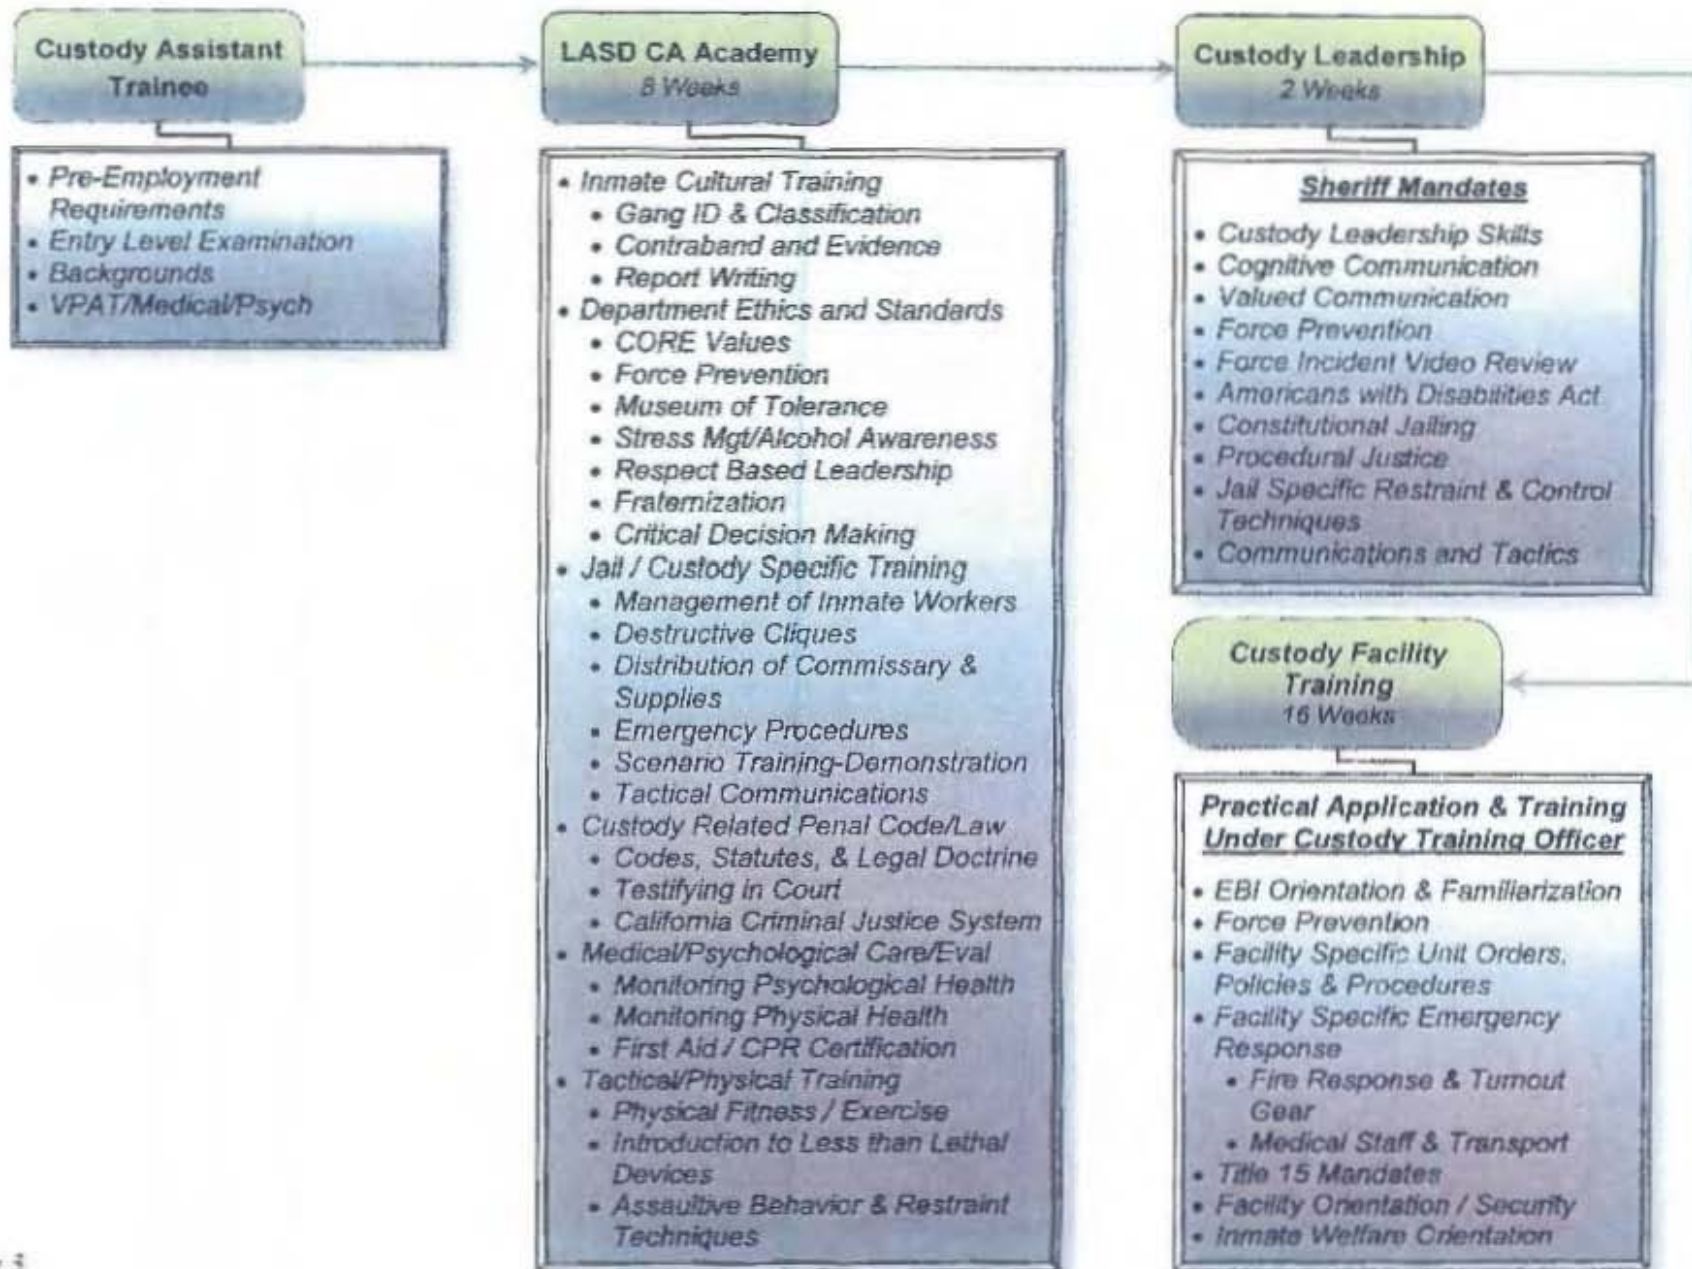 Custody Assistant
Trainee
• Pre-Employment
Requirements
• Entry Level Examination
• Backgrounds
• VPAT/Medical/Psych
LASD CA Academy
8 Weeks
• Inmate Cultural Training
• Gang ID & Classification
• Contraband and Evidence
• Report Writing
• Department Ethics and Standards
• CORE Values
• Force Prevention
• Museum of Tolerance
• Stress Mgt/Alcohol Awareness
• Respect Based Leadership
• Fraternization
• Critical Decision Making
• Jail / Custody Specific Training
• Management of Inmate Workers
• Destructive Cliques
• Distribution of Commissary &
Supplies
• Emergency Procedures
• Scenario Training-Demonstration
• Tactical Communications
• Custody Related Penal Code/Law
• Codes, Statutes, & Legal Doctrine
• Testifying in Court
• California Criminal Justice System
• Medical/Psychological Care/Eval
• Monitoring Psychological Health
• Monitoring Physical Health
• First Aid / CPR Certification
• Tactical/Physical Training
• Physical Fitness / Exercise
• Introduction to Less than Lethal
Devices
• Assaultive Behavior & Restraint
Techniques
Custody Leadership
2 Weeks
Sheriff Mandates
• Custody Leadership Skills
• Cognitive Communication
• Valued Communication
• Force Prevention
• Force Incident Video Review
• Americans with Disabilities Act
• Constitutional Jailing
• Procedural Justice
• Jail Specific Restraint & Control
Techniques
• Communications and Tactics
Custody Facility
Training
16 Weeks
Practical Application & Training
Under Custody Training Officer
• EBI Orientation & Familiarization
• Force Prevention
• Facility Specific Unit Orders,
Policies & Procedures
• Facility Specific Emergency
Response
• Fire Response & Turnout
Gear
• Medical Staff & Transport
• Title 15 Mandates
• Facility Orientation / Security
• Inmate Welfare Orientation